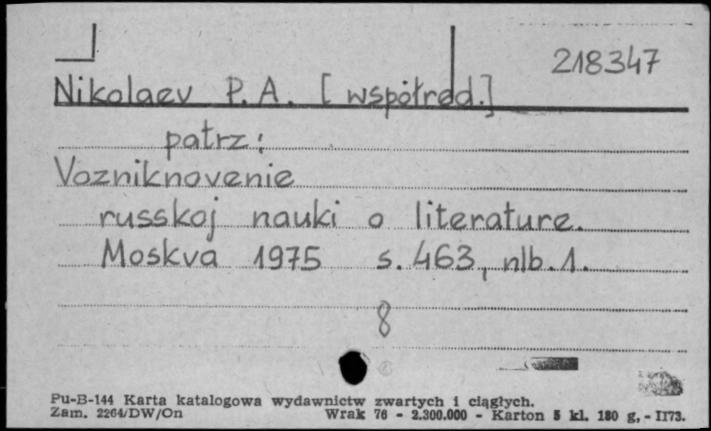 218347
Nikolaev P. A. [współred.]
patrz:
Vozniknovenie
russkoj nauki o literature.
Moskva 1975 s. 463, nlb. 1.
8
Pu-B-144 Karta katalogowa wydawnictw zwartych i ciągłych.
Zam. 2264/DW/On Wrak 76 - 2.300.000 - Karton 5 kl. 180 g. - II73.